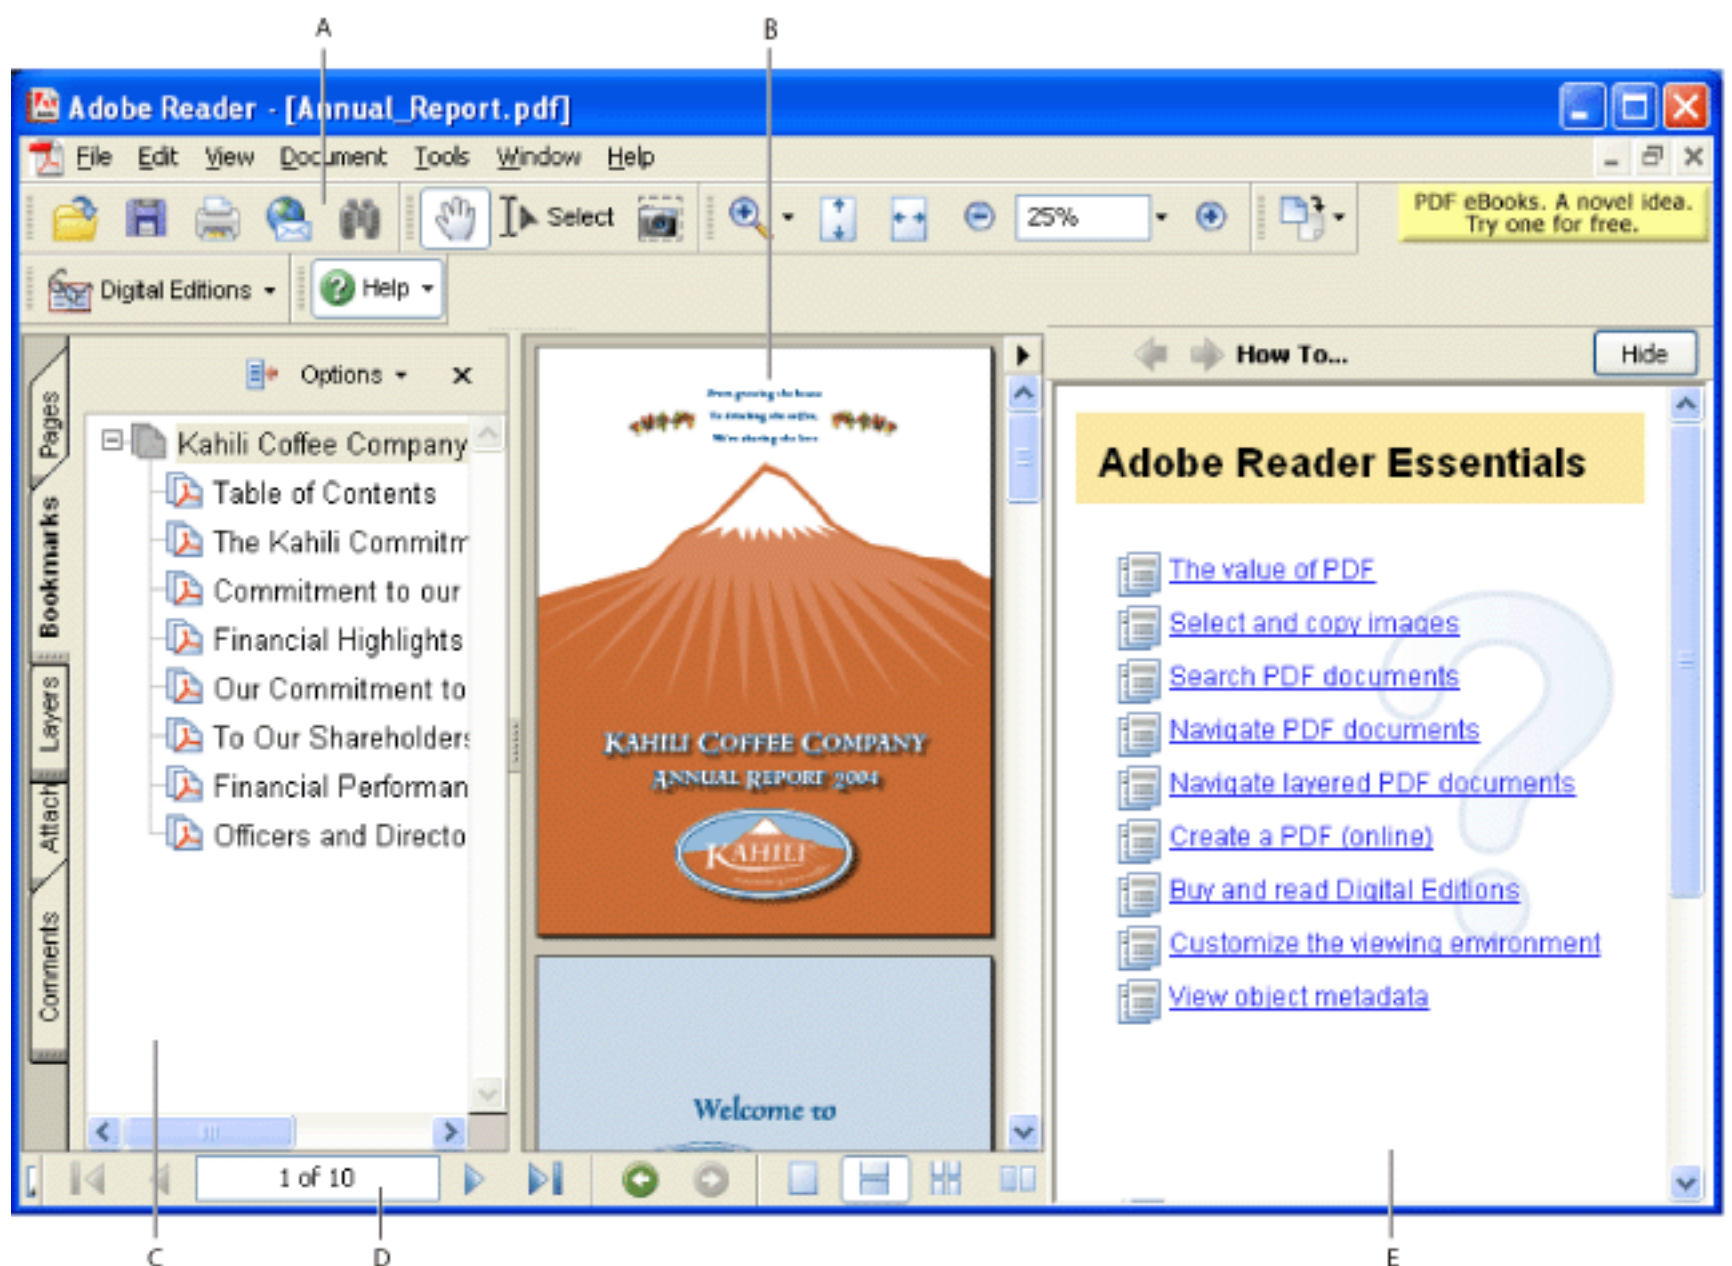 A B
Adobe Reader - [Annual_Report.pdf]
File Edit View Document Tools Window Help
Select 25%
PDF eBooks. A novel idea.
Try one for free.
Digital Editions Help
Options x
How To... Hide
Pages
Bookmarks
Layers
Attach
Comments
Kahili Coffee Company
Table of Contents
The Kahili Commitm
Commitment to our
Financial Highlights
Our Commitment to
To Our Shareholders
Financial Performan
Officers and Directo
KAHILI COFFEE COMPANY
ANNUAL REPORT 2004
KAHILI
Welcome to
Adobe Reader Essentials
The value of PDF
Select and copy images
Search PDF documents
Navigate PDF documents
Navigate layered PDF documents
Create a PDF (online)
Buy and read Digital Editions
Customize the viewing environment
View object metadata
1 of 10
C D E